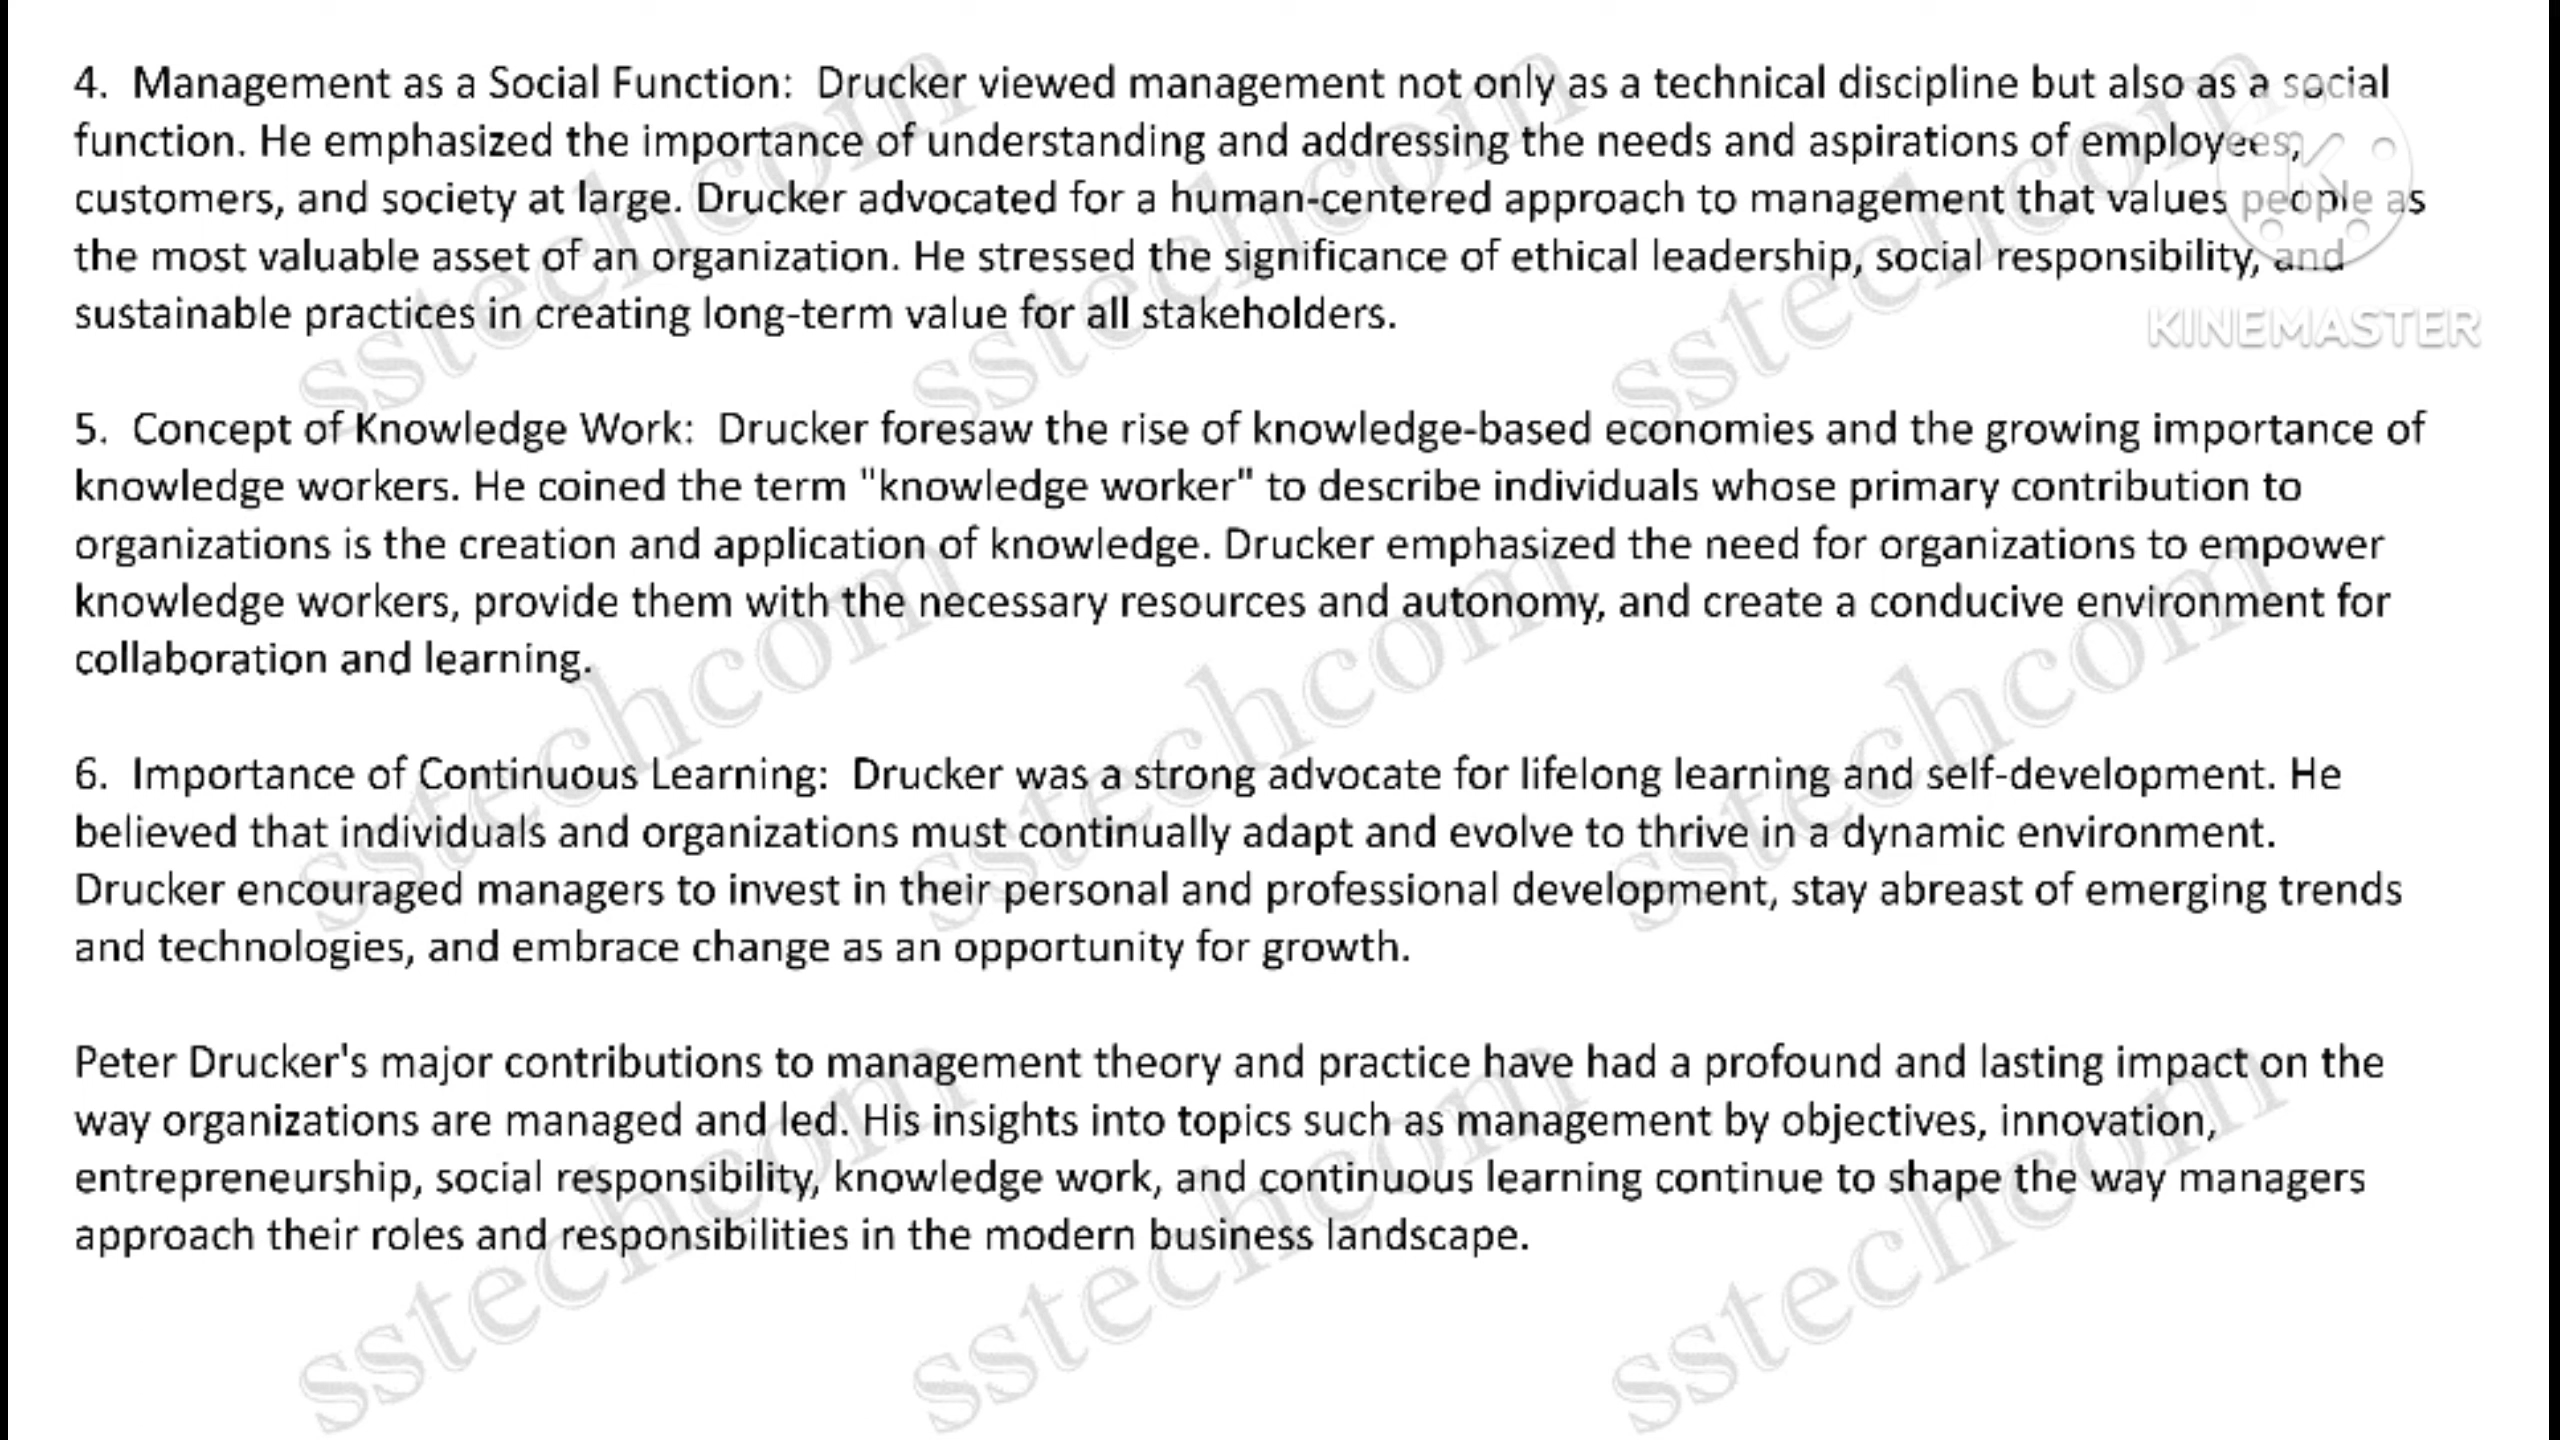 4.  Management as a Social Function:  Drucker viewed management not only as a technical discipline but also as a social
function. He emphasized the importance of understanding and addressing the needs and aspirations of employees,
customers, and society at large. Drucker advocated for a human-centered approach to management that values people as
the most valuable asset of an organization. He stressed the significance of ethical leadership, social responsibility, and
sustainable practices in creating long-term value for all stakeholders.
KINEMASTER
5.  Concept of Knowledge Work:  Drucker foresaw the rise of knowledge-based economies and the growing importance of
knowledge workers. He coined the term "knowledge worker" to describe individuals whose primary contribution to
organizations is the creation and application of knowledge. Drucker emphasized the need for organizations to empower
knowledge workers, provide them with the necessary resources and autonomy, and create a conducive environment for
collaboration and learning.
6.  Importance of Continuous Learning:  Drucker was a strong advocate for lifelong learning and self-development. He
believed that individuals and organizations must continually adapt and evolve to thrive in a dynamic environment.
Drucker encouraged managers to invest in their personal and professional development, stay abreast of emerging trends
and technologies, and embrace change as an opportunity for growth.
Peter Drucker's major contributions to management theory and practice have had a profound and lasting impact on the
way organizations are managed and led. His insights into topics such as management by objectives, innovation,
entrepreneurship, social responsibility, knowledge work, and continuous learning continue to shape the way managers
approach their roles and responsibilities in the modern business landscape.
sstechcom
sstechcom
sstechcom
sstechcom
sstechcom
sstechcom
sstechcom
sstechcom
sstechcom